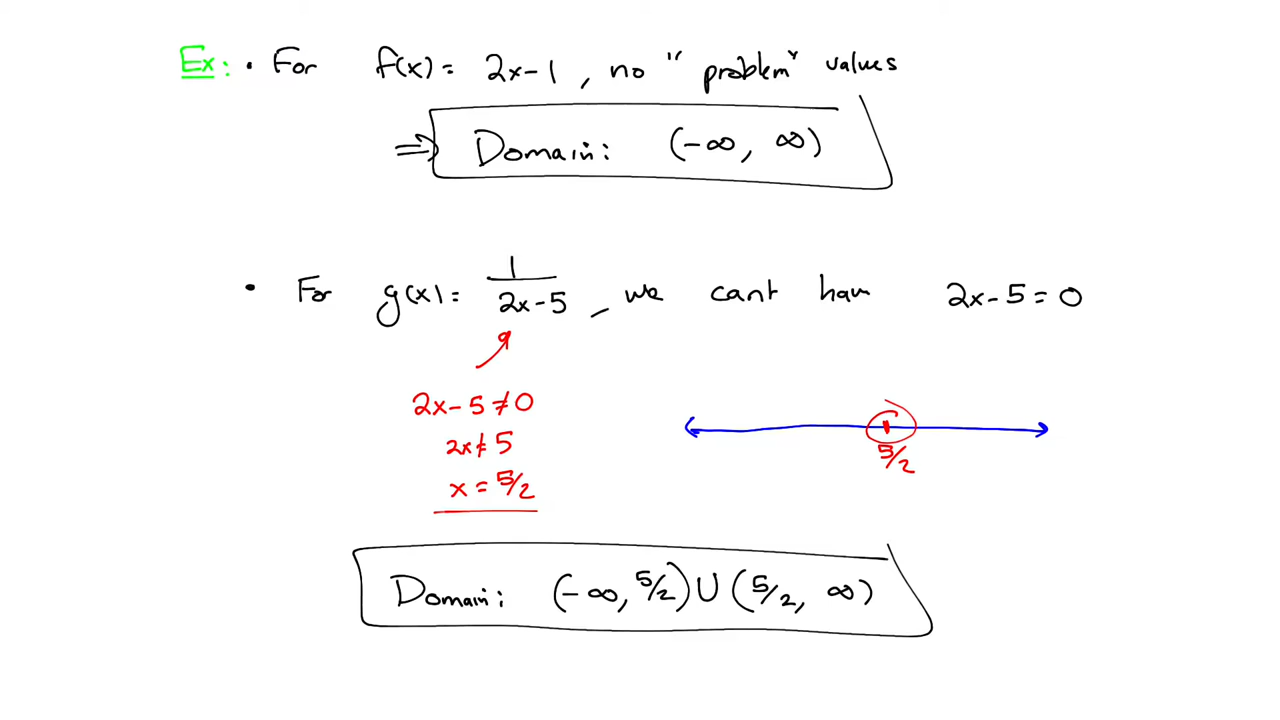 Ex: • For f(x) = 2x-1, no "problem" values
⇒ Domain: (-∞, ∞)
• For g(x) = 1/(2x-5), we cant have 2x-5=0
2x-5≠0
2x≠5
x=5/2
5/2
Domain: (-∞, 5/2) ∪ (5/2, ∞)